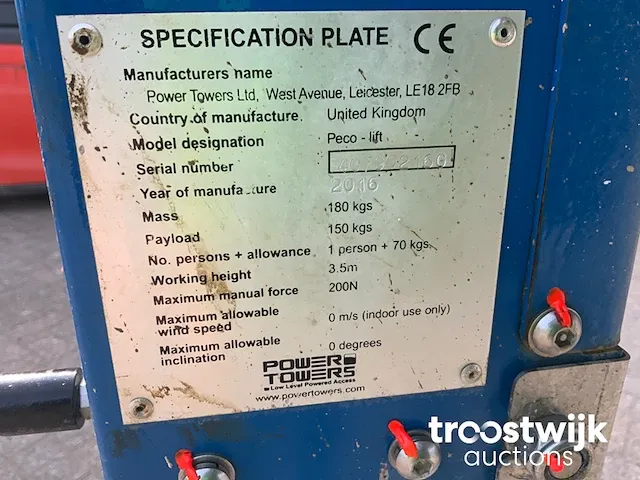 SPECIFICATION PLATE CE
Manufacturers name
Power Towers Ltd, West Avenue, Leicester, LE18 2FB
Country of manufacture United Kingdom
Model designation Peco - lift
Serial number
Year of manufacture 2016
Mass 180 kgs
Payload 150 kgs
No. persons + allowance 1 person + 70 kgs.
Working height 3.5m
Maximum manual force 200N
Maximum allowable
wind speed 0 m/s (indoor use only)
Maximum allowable
inclination 0 degrees
POWER
TOWERS
Low Level Powered Access
www.powertowers.com
troostwijk
auctions